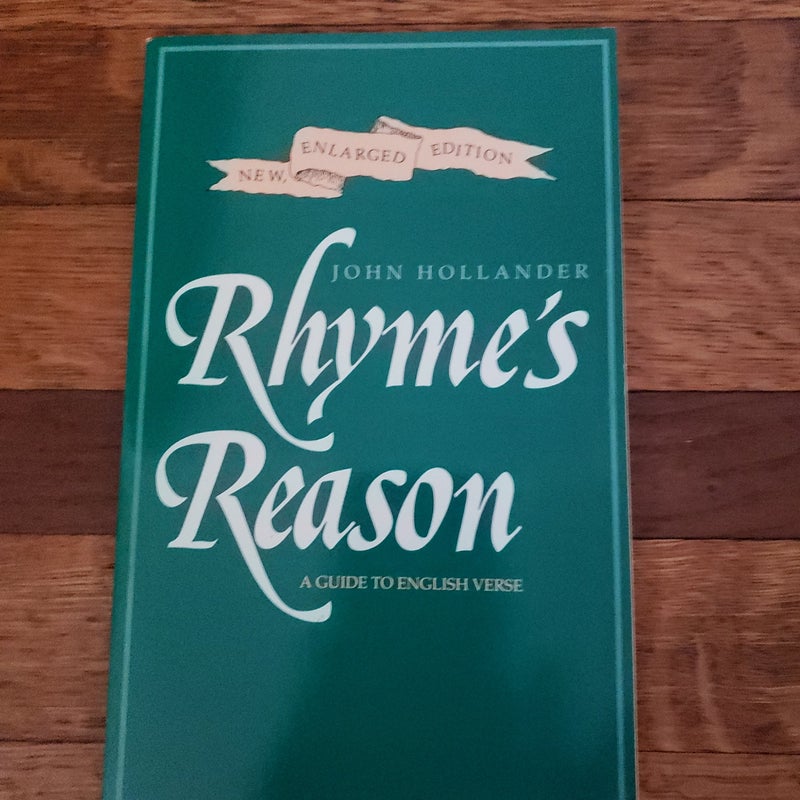 NEW, ENLARGED EDITION
JOHN HOLLANDER
Rhyme's
Reason
A GUIDE TO ENGLISH VERSE